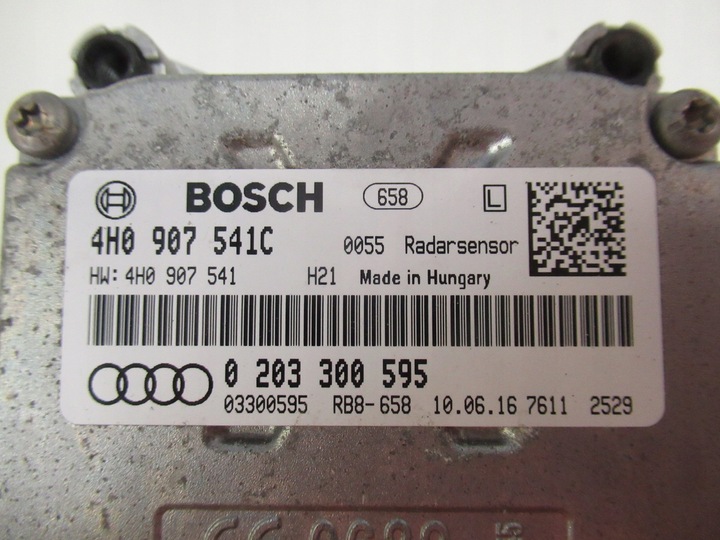 BOSCH 658 L
4H0 907 541C 0055 Radarsensor
HW: 4H0 907 541 H21 Made in Hungary
0 203 300 595
03300595 RB8-658 10.06.16 7611 2529